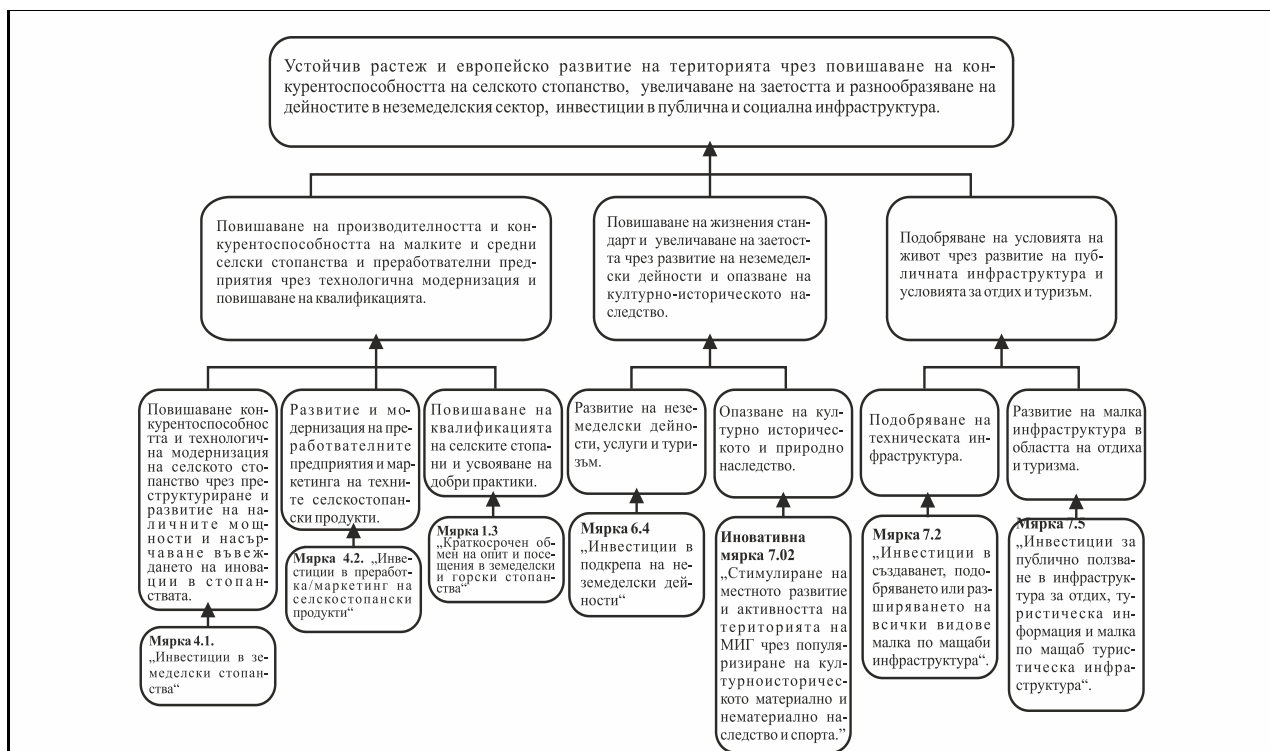 Устойчив растеж и европейско развитие на територията чрез повишаване на кон-
курентоспособността на селското стопанство, увеличаване на заетостта и разнообразяване на
дейностите в неземеделския сектор, инвестиции в публична и социална инфраструктура.
Повишаване на производителността и кон-
курентоспособността на малките и средни
селски стопанства и преработвателни пред-
приятия чрез технологична модернизация и
повишаване на квалификацията.
Повишаване на жизнения стан-
дарт и увеличаване на заетост-
та чрез развитие на неземедел-
ски дейности и опазване на
културно-историческото на-
следство.
Подобряване на условията на
живот чрез развитие на пуб-
личната инфраструктура и
условията за отдих и туризъм.
Повишаване кон-
курентоспособност-
та и технологич-
на модернизация
на селското сто-
панство чрез пре-
структуриране и
развитие на на-
личните мощ-
ности и насър-
чаване въвеж-
дането на инова-
ции в стопан-
ствата.
Развитие и мо-
дернизация на пре-
работвателните
предприятия и мар-
кетинга на техни-
те селскостопан-
ски продукти.
Повишаване на
квалификацията
на селските стопа-
ни и усвояване на
добри практики.
Развитие на незе-
меделски дейнос-
ти, услуги и тури-
зъм.
Опазване на кул-
турно историческ-
ото и природно
наследство.
Подобряване на
техническата ин-
фраструктура.
Развитие на малка
инфраструктура в
областта на отдиха
и туризма.
Мярка 4.1.
„Инвестиции в зе-
меделски стопан-
ства“
Мярка 4.2. „Инве-
стиции в преработ-
ка/маркетинг на
селскостопански
продукти“
Мярка 1.3
„Краткосрочен об-
мен на опит и посе-
щения в земеделски
и горски стопан-
ства“
Мярка 6.4
„Инвестиции в
подкрепа на не-
земеделски дей-
ности“
Иновативна
мярка 7.02
„Стимулиране на
местното развитие
и активността на
територията на
МИГ чрез популя-
ризиране на кул-
турноисторичес-
кото материално и
нематериално на-
следство и спорта.”
Мярка 7.2
„Инвестиции в
създаванет, подо-
бряването или раз-
ширяването на
всички видове
малка по мащаби
инфраструктура“.
Мярка 7.5
„Инвестиции за
публично ползване
в инфраструк-
тура за отдих, ту-
ристическа ин-
формация и малка
по мащаб турис-
тическа инфра-
структура“.